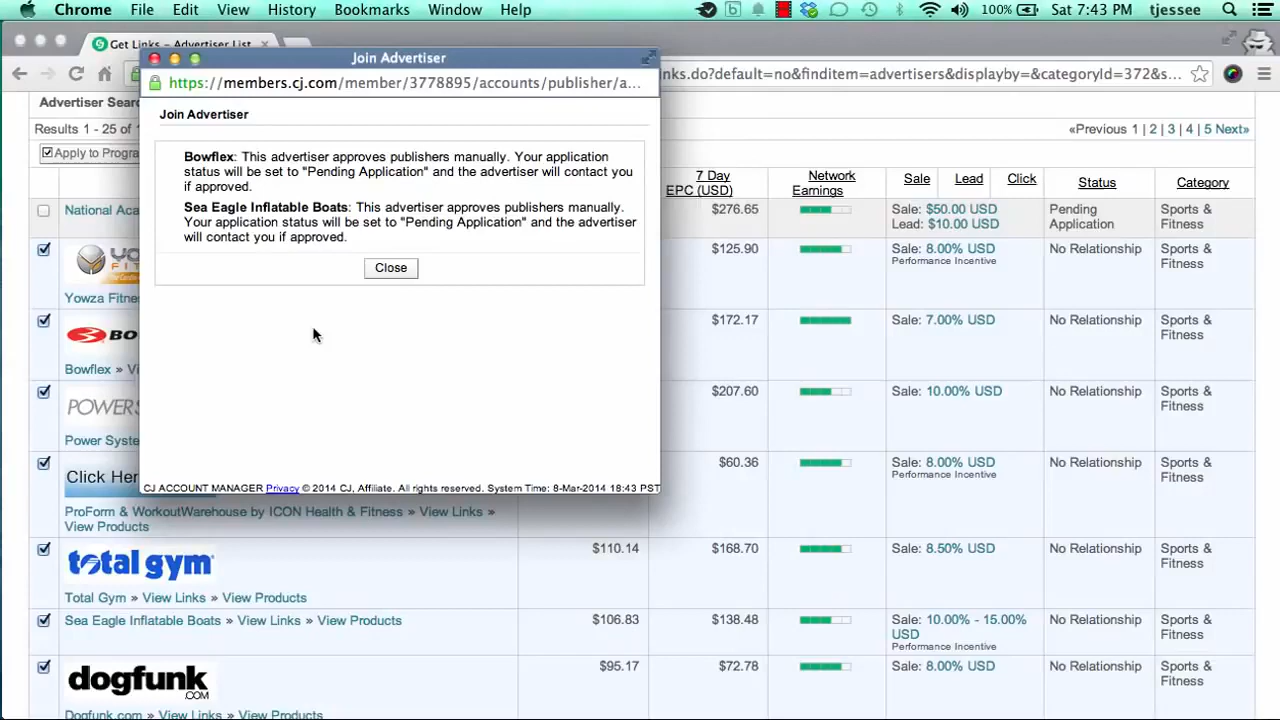 Chrome File Edit View History Bookmarks Window Help 100% Sat 7:43 PM tjessee
Get Links – Advertiser List
Join Advertiser
https://members.cj.com/member/3778895/accounts/publisher/a...
nks.do?default=no&finditem=advertisers&displayby=&categoryId=372&s...
Advertiser Sear
Results 1 - 25 of
«Previous 1 | 2 | 3 | 4 | 5 Next»
Apply to Progra
Join Advertiser
Bowflex: This advertiser approves publishers manually. Your application
status will be set to "Pending Application" and the advertiser will contact you
if approved.
Sea Eagle Inflatable Boats: This advertiser approves publishers manually.
Your application status will be set to "Pending Application" and the advertiser
will contact you if approved.
Close
CJ ACCOUNT MANAGER Privacy © 2014 CJ, Affiliate. All rights reserved. System Time: 8-Mar-2014 18:43 PST
7 Day
EPC (USD)
Network
Earnings
Sale Lead Click Status Category
National Aca $276.65 Sale: $50.00 USD Pending Sports &
Lead: $10.00 USD Application Fitness
YOW
FIT
$125.90 Sale: 8.00% USD No Relationship Sports &
Performance Incentive Fitness
Yowza Fitne
BO
$172.17 Sale: 7.00% USD No Relationship Sports &
Fitness
Bowflex » Vi
POWERS
$207.60 Sale: 10.00% USD No Relationship Sports &
Fitness
Power Syste
Click Her
$60.36 Sale: 8.00% USD No Relationship Sports &
Performance Incentive Fitness
ProForm & WorkoutWarehouse by ICON Health & Fitness » View Links »
View Products
total gym
$110.14 $168.70 Sale: 8.50% USD No Relationship Sports &
Fitness
Total Gym » View Links » View Products
Sea Eagle Inflatable Boats » View Links » View Products $106.83 $138.48 Sale: 10.00% - 15.00% No Relationship Sports &
USD Fitness
Performance Incentive
dogfunk
.COM
$95.17 $72.78 Sale: 8.00% USD No Relationship Sports &
Fitness
Dogfunk.com » View Links » View Products